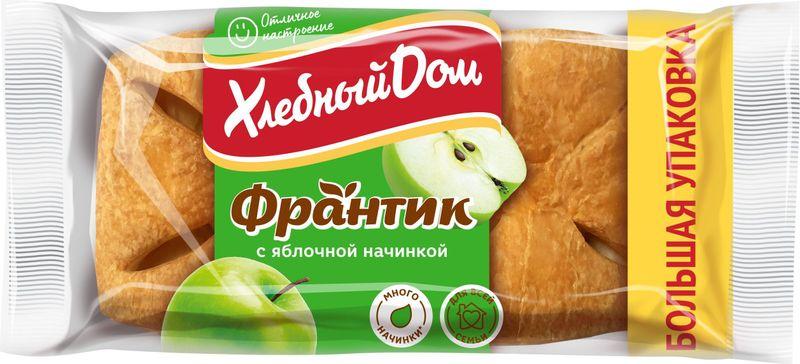 Отличное
настроение
ХлебныйДом
Франтик
с яблочной начинкой
МНОГО
НАЧИНКИ*
ДЛЯ ВСЕЙ
СЕМЬИ
БОЛЬШАЯ УПАКОВКА